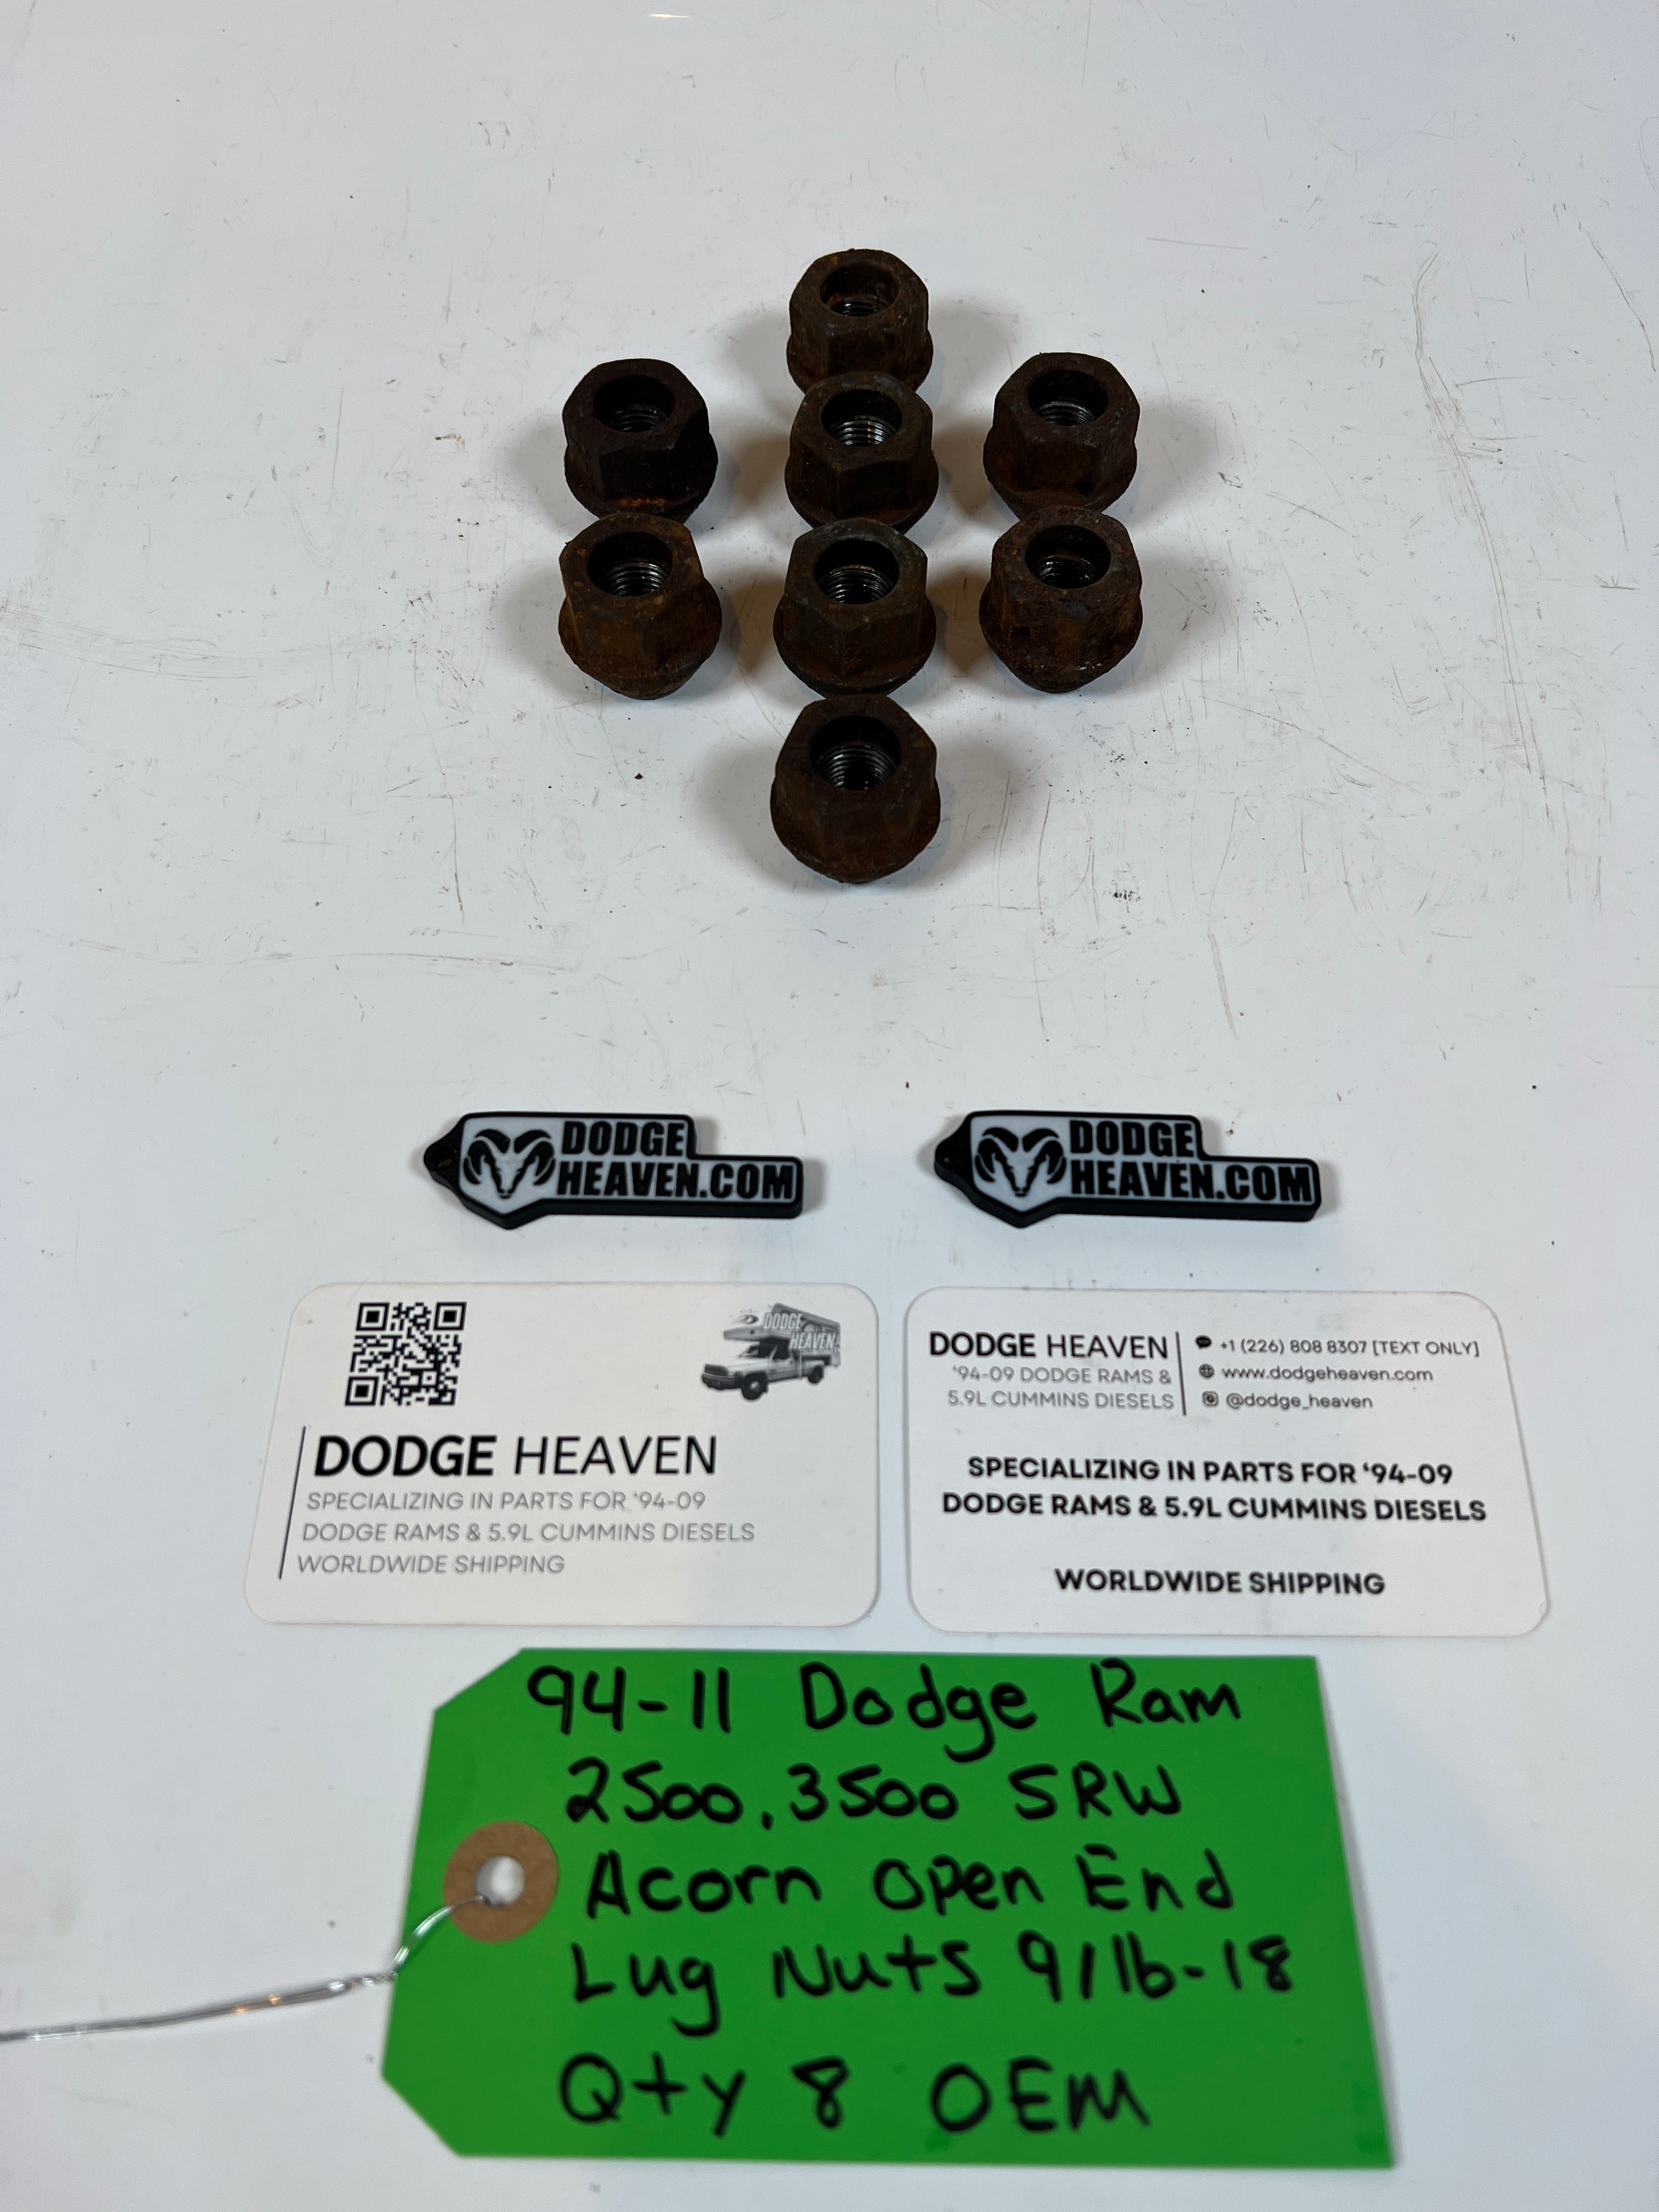 DODGE
HEAVEN.COM
DODGE
HEAVEN.COM
DODGE
HEAVEN
DODGE HEAVEN
SPECIALIZING IN PARTS FOR '94-09
DODGE RAMS & 5.9L CUMMINS DIESELS
WORLDWIDE SHIPPING
DODGE HEAVEN
'94-09 DODGE RAMS &
5.9L CUMMINS DIESELS
+1 (226) 808 8307 [TEXT ONLY]
www.dodgeheaven.com
@dodge_heaven
SPECIALIZING IN PARTS FOR '94-09
DODGE RAMS & 5.9L CUMMINS DIESELS
WORLDWIDE SHIPPING
94-11 Dodge Ram
2500, 3500 SRW
Acorn Open End
Lug Nuts 9/16-18
Qty 8 OEM